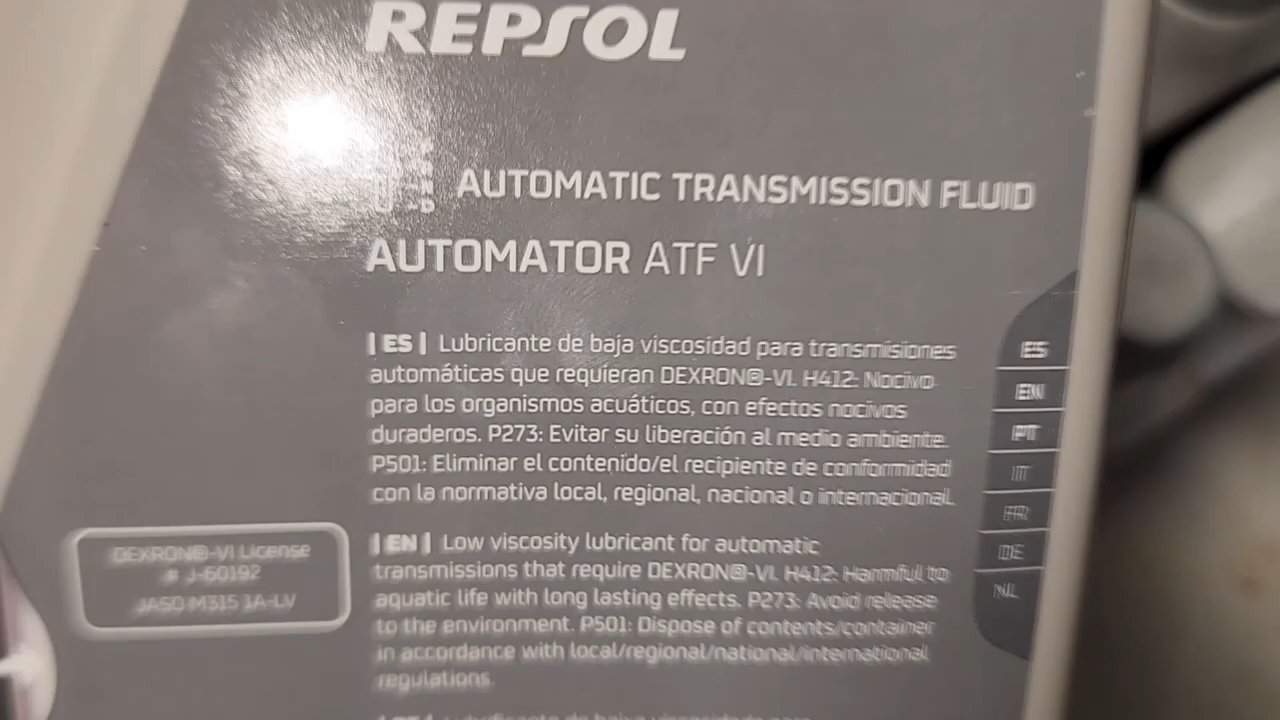 REPSOL
AUTOMATIC TRANSMISSION FLUID
AUTOMATOR ATF VI
| ES | Lubricante de baja viscosidad para transmisiones
automáticas que requieran DEXRON®-VI. H412: Nocivo
para los organismos acuáticos, con efectos nocivos
duraderos. P273: Evitar su liberación al medio ambiente.
P501: Eliminar el contenido/el recipiente de conformidad
con la normativa local, regional, nacional o internacional.
| EN | Low viscosity lubricant for automatic
transmissions that require DEXRON®-VI. H412: Harmful to
aquatic life with long lasting effects. P273: Avoid release
to the environment. P501: Dispose of contents/container
in accordance with local/regional/national/international
regulations.
DEXRON®-VI License
# J-60192
JASO M315 1A-LV
ES
EN
PT
IT
FR
DE
NL